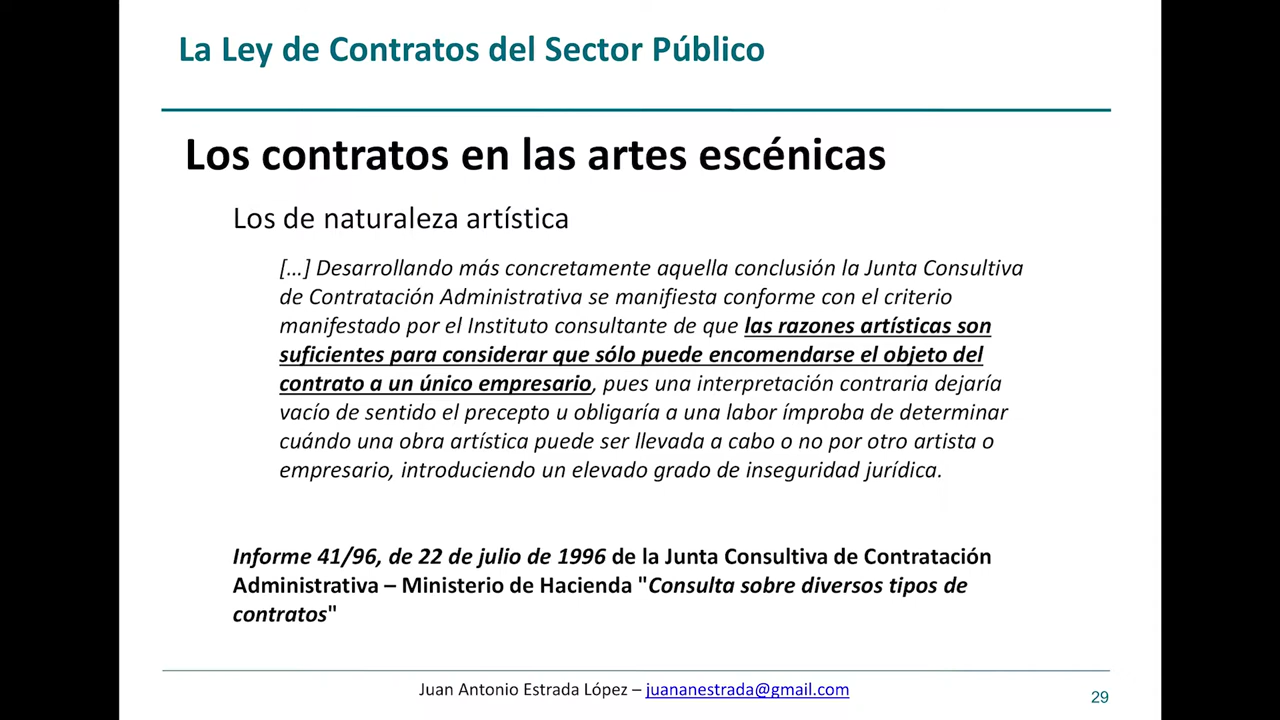 La Ley de Contratos del Sector Público
Los contratos en las artes escénicas
Los de naturaleza artística
[…] Desarrollando más concretamente aquella conclusión la Junta Consultiva
de Contratación Administrativa se manifiesta conforme con el criterio
manifestado por el Instituto consultante de que las razones artísticas son
suficientes para considerar que sólo puede encomendarse el objeto del
contrato a un único empresario, pues una interpretación contraria dejaría
vacío de sentido el precepto u obligaría a una labor ímproba de determinar
cuándo una obra artística puede ser llevada a cabo o no por otro artista o
empresario, introduciendo un elevado grado de inseguridad jurídica.
Informe 41/96, de 22 de julio de 1996 de la Junta Consultiva de Contratación
Administrativa – Ministerio de Hacienda "Consulta sobre diversos tipos de
contratos"
Juan Antonio Estrada López – juananestrada@gmail.com
29